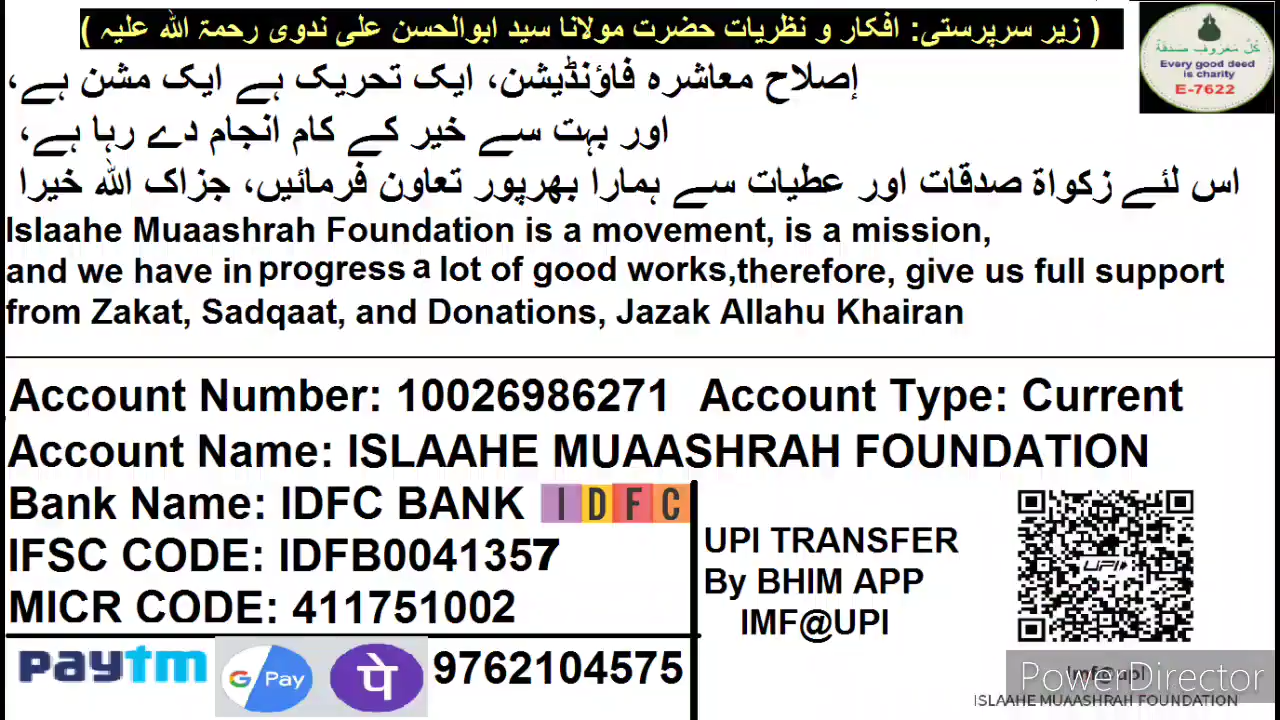 ( زیر سرپرستی: افکار و نظریات حضرت مولانا سید ابوالحسن علی ندوی رحمۃ اللہ علیہ )
كُلُّ مَعْرُوفٍ صَدَقَة
Every good deed
is charity
E-7622
إصلاح معاشرہ فاؤنڈیشن، ایک تحریک ہے ایک مشن ہے،
اور بہت سے خیر کے کام انجام دے رہا ہے،
اس لئے زکواۃ صدقات اور عطیات سے ہمارا بھرپور تعاون فرمائیں، جزاک اللہ خیرا
Islaahe Muaashrah Foundation is a movement, is a mission,
and we have in progress a lot of good works,therefore, give us full support
from Zakat, Sadqaat, and Donations, Jazak Allahu Khairan
Account Number: 10026986271 Account Type: Current
Account Name: ISLAAHE MUAASHRAH FOUNDATION
Bank Name: IDFC BANK IDFC
IFSC CODE: IDFB0041357
MICR CODE: 411751002
UPI TRANSFER
By BHIM APP
IMF@UPI
UPI
paytm G Pay पे 9762104575
imf@upi
PowerDirector
ISLAAHE MUAASHRAH FOUNDATION